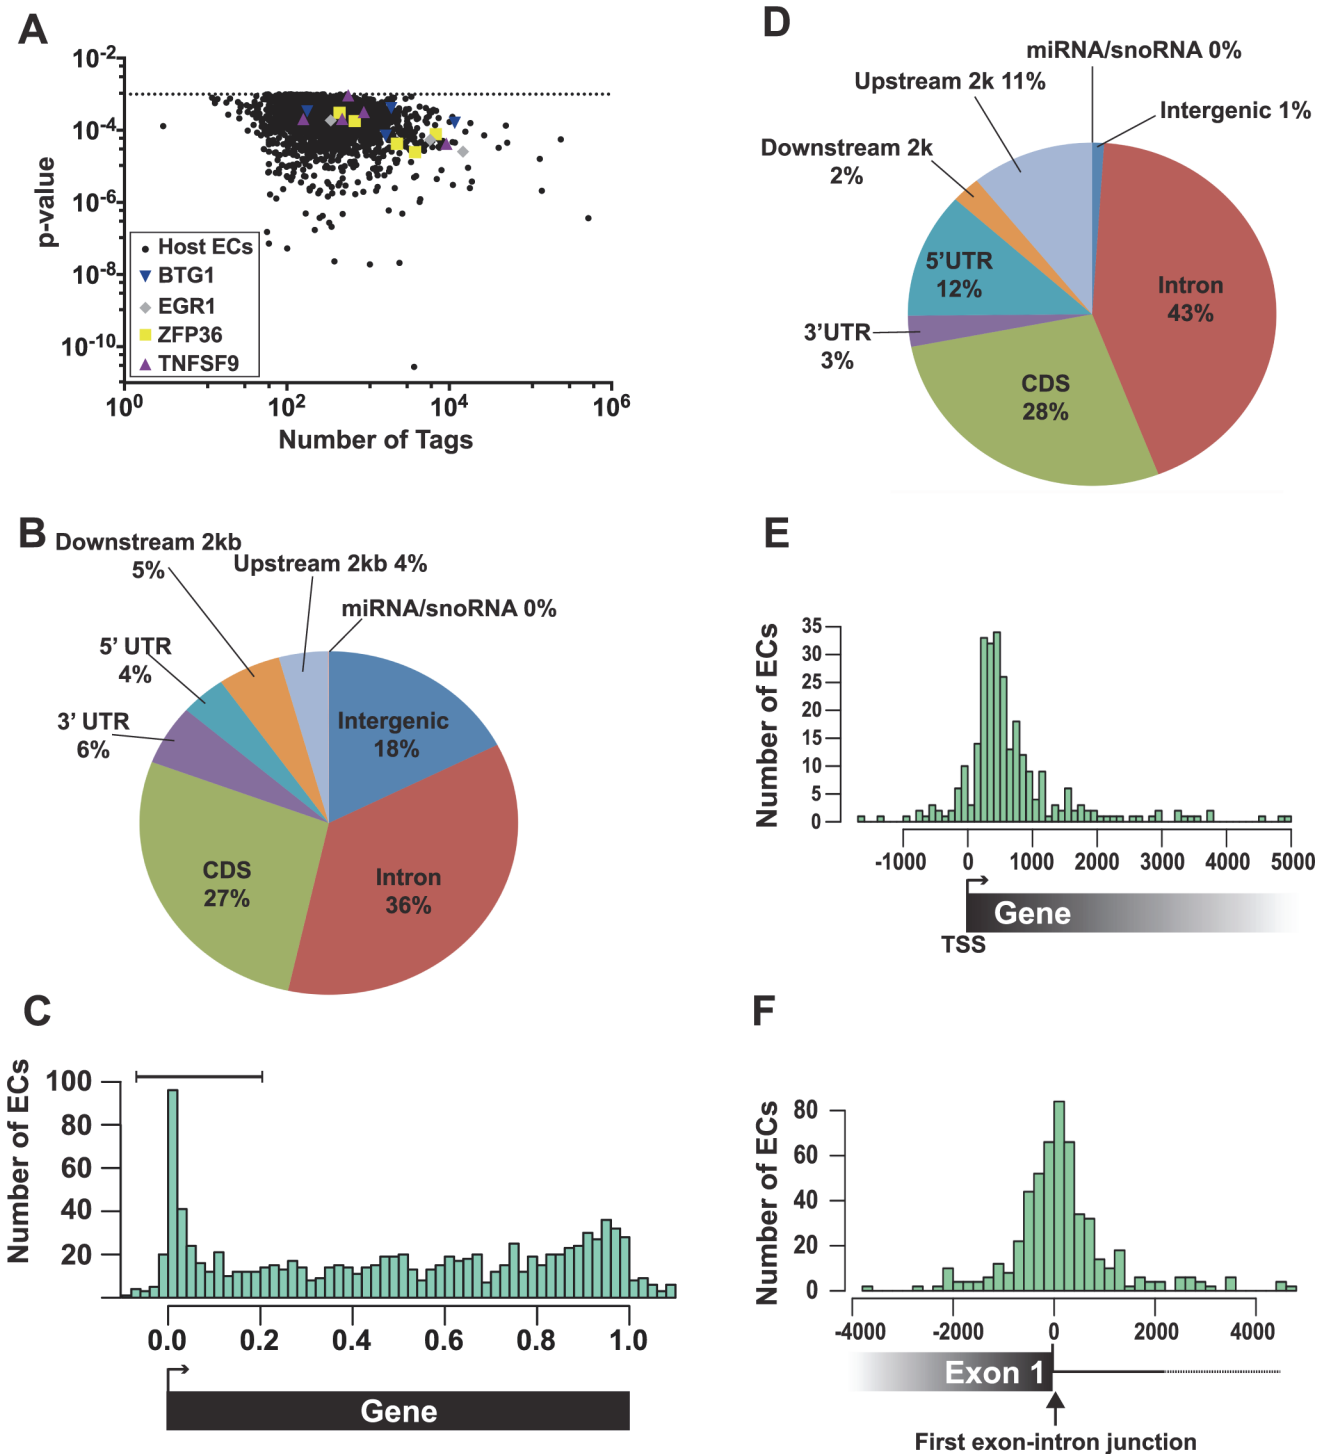 A
10-2
10-4
10-6
10-8
10-10
p-value
Host ECs
BTG1
EGR1
ZFP36
TNFSF9
100
102
104
106
Number of Tags
B
Downstream 2kb
5%
Upstream 2kb 4%
miRNA/snoRNA 0%
5' UTR
4%
3' UTR
6%
Intergenic
18%
CDS
27%
Intron
36%
C
Number of ECs
100
80
60
40
20
0.0
0.2
0.4
0.6
0.8
1.0
Gene
D
miRNA/snoRNA 0%
Upstream 2k 11%
Intergenic 1%
Downstream 2k
2%
5'UTR
12%
Intron
43%
3'UTR
3%
CDS
28%
E
Number of ECs
35
30
25
20
15
10
5
0
-1000
0
1000
2000
3000
4000
5000
Gene
TSS
F
Number of ECs
80
60
40
20
0
-4000
-2000
0
2000
4000
Exon 1
First exon-intron junction